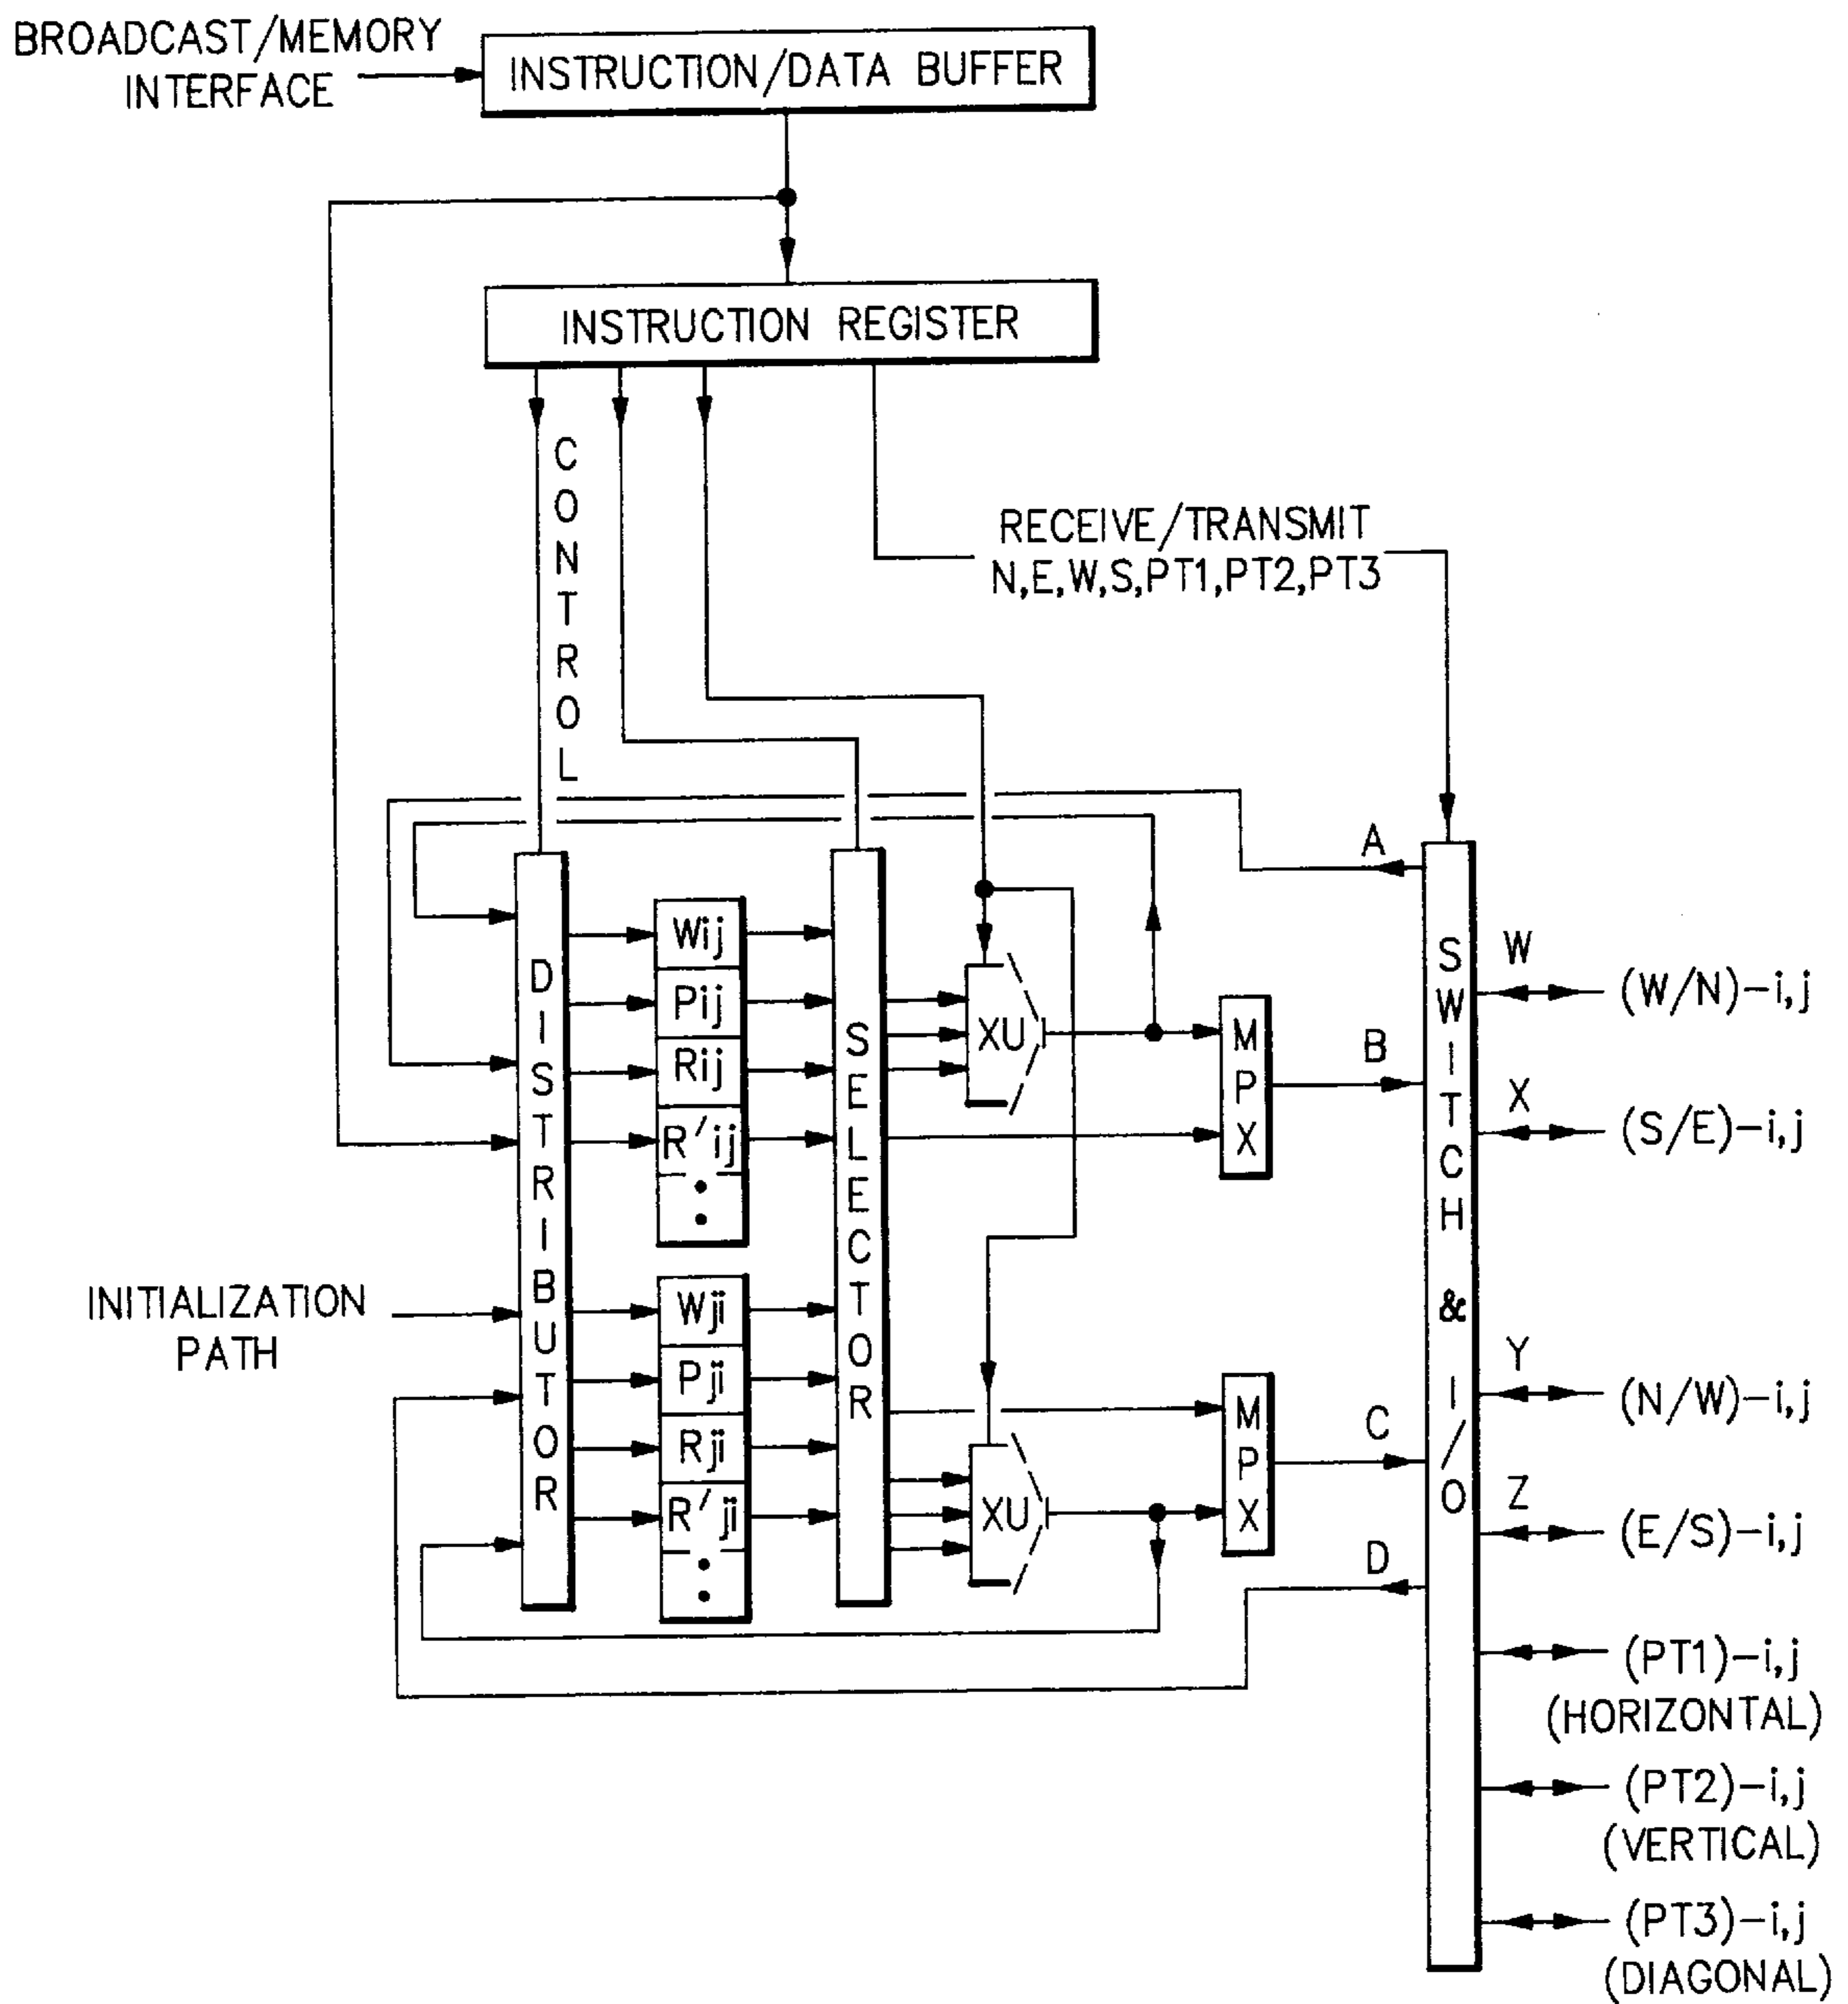 BROADCAST/MEMORY
INTERFACE
INSTRUCTION/DATA BUFFER
INSTRUCTION REGISTER
CONTROL
RECEIVE/TRANSMIT
N,E,W,S,PT1,PT2,PT3
DISTRIBUTOR
Wij
Pij
Rij
R'ij
SELECTOR
XU
MPX
A
B
SWITCH & I/O
W
(W/N)-i,j
X
(S/E)-i,j
INITIALIZATION
PATH
Wji
Pji
Rji
R'ji
XU
MPX
C
D
Y
(N/W)-i,j
Z
(E/S)-i,j
(PT1)-i,j
(HORIZONTAL)
(PT2)-i,j
(VERTICAL)
(PT3)-i,j
(DIAGONAL)